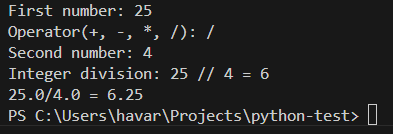 First number: 25
Operator(+, -, *, /): /
Second number: 4
Integer division: 25 // 4 = 6
25.0/4.0 = 6.25
PS C:\Users\havar\Projects\python-test>